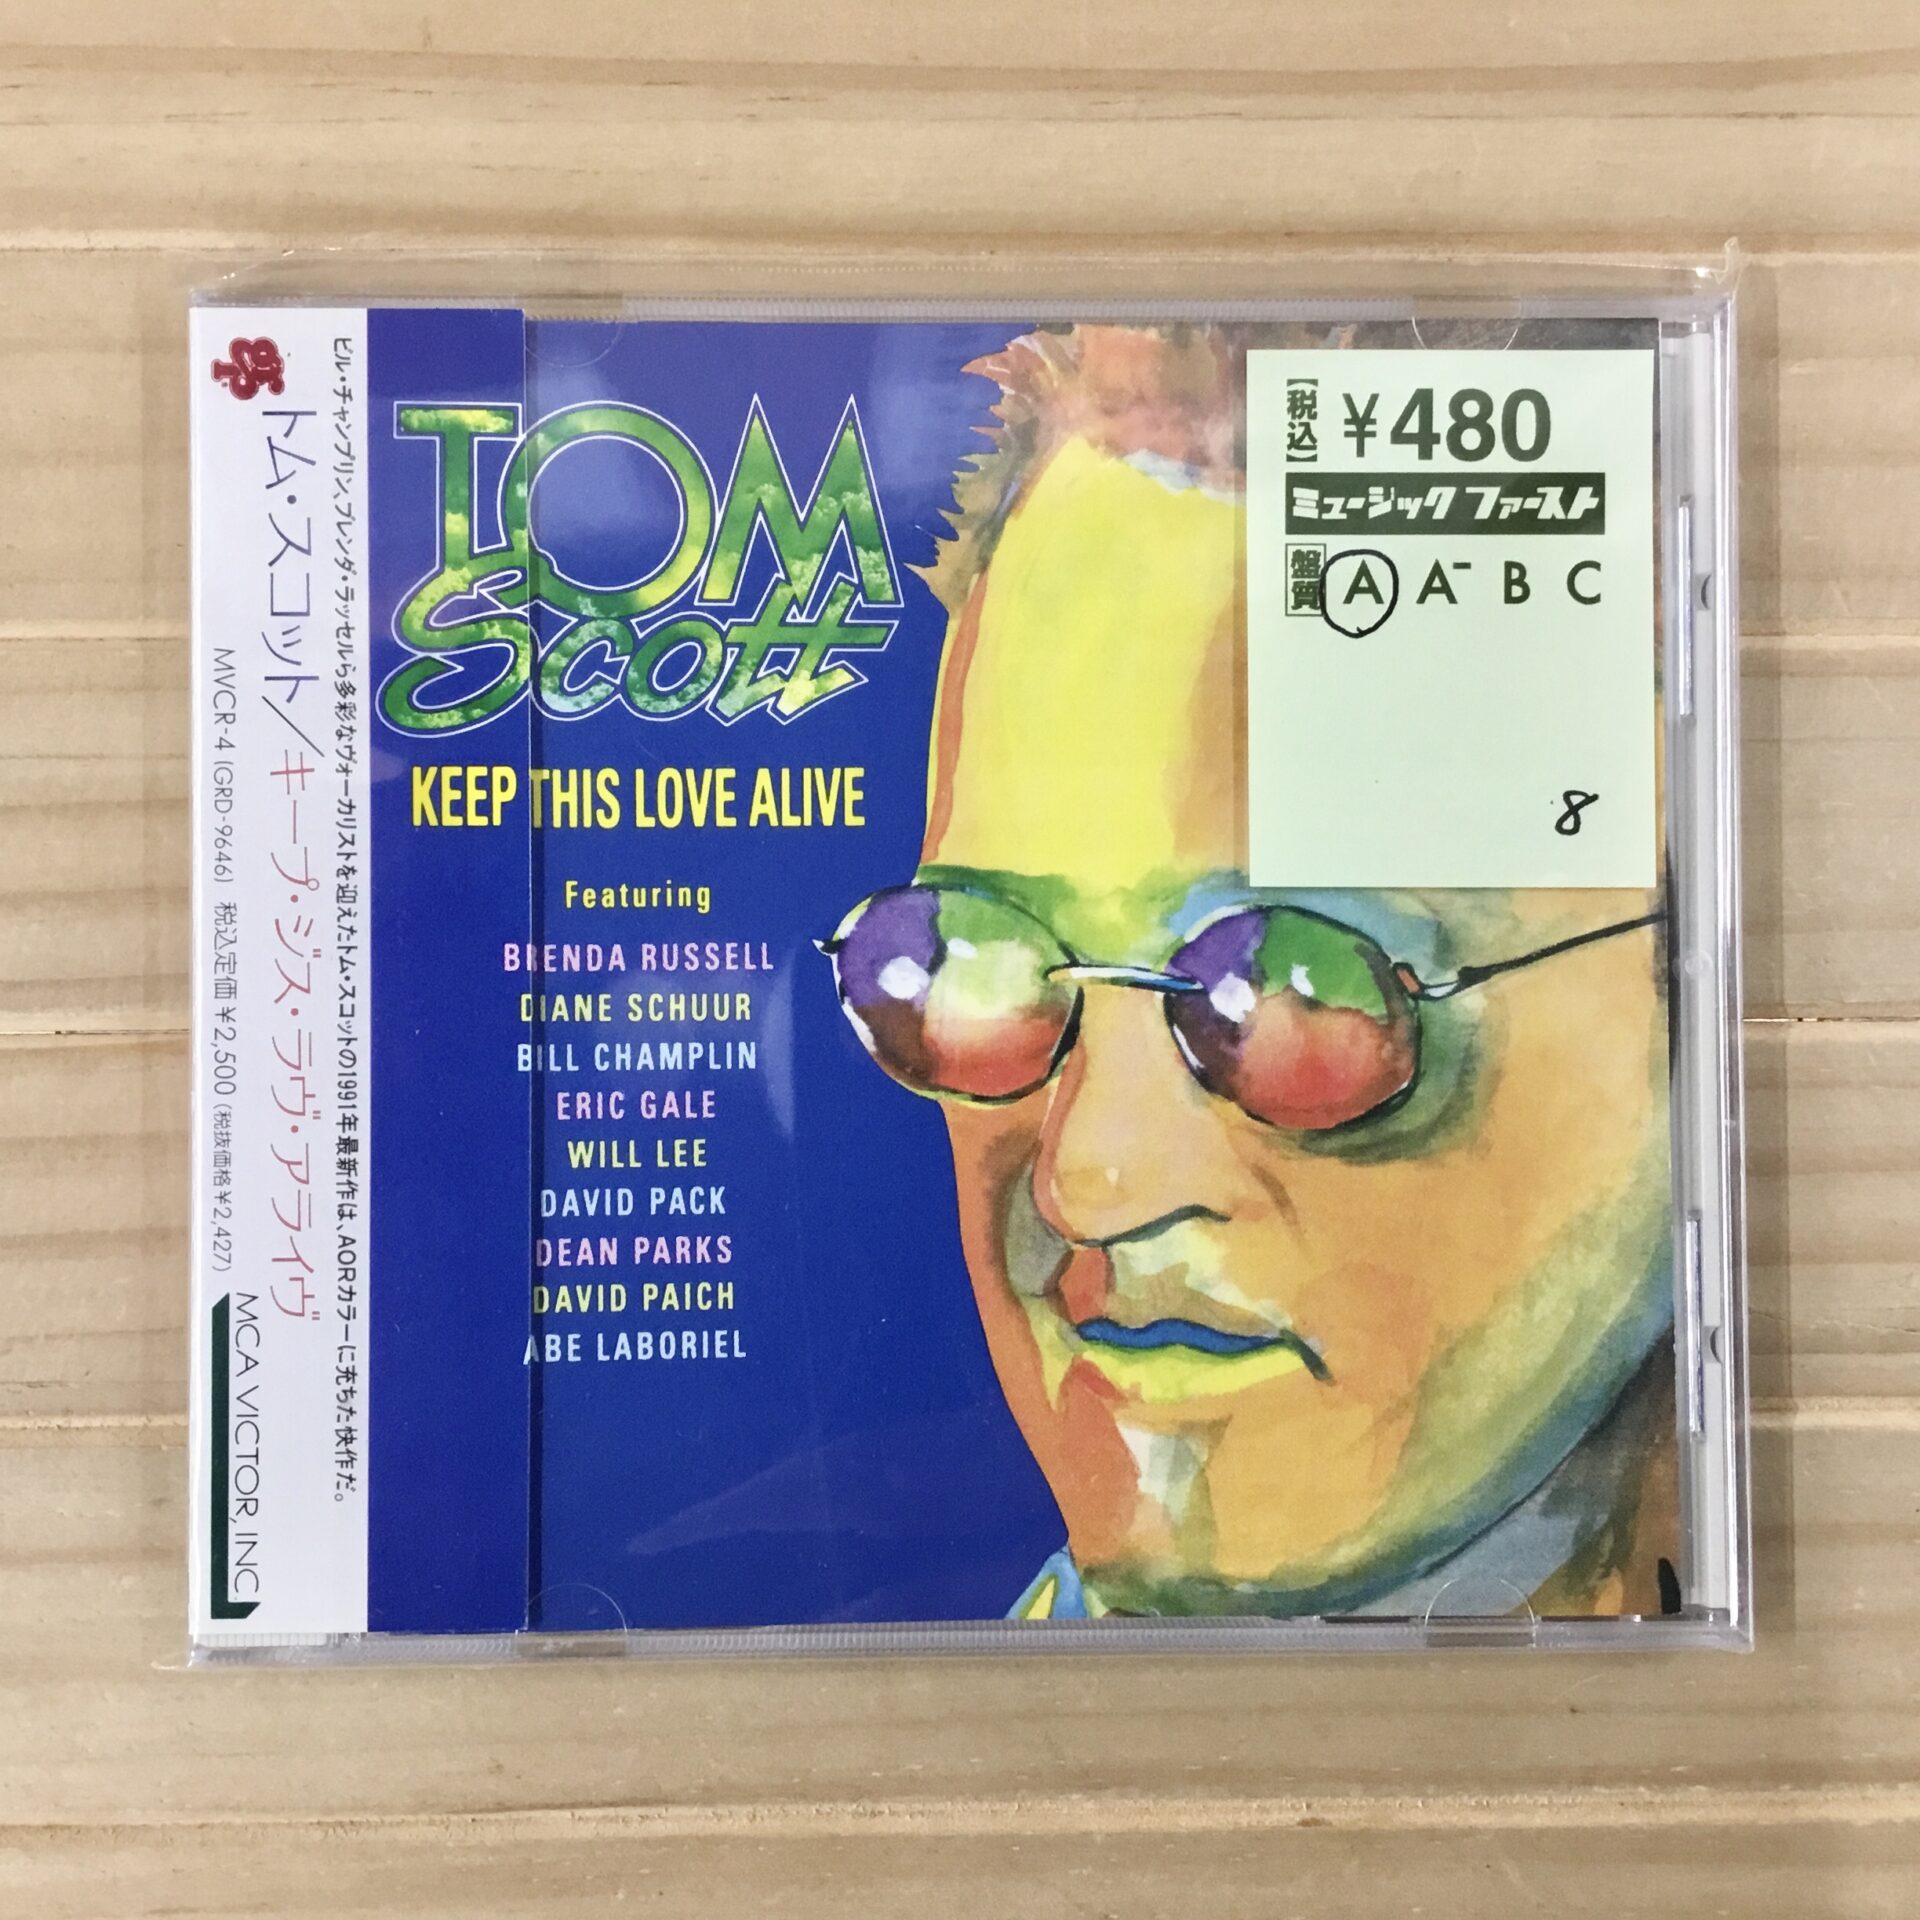 ビル・チャンプリン、ブレンダ・ラッセルら多彩なヴォーカリストを迎えたトム・スコットの1991年最新作は、AORカラーに充ちた快作だ。
トム・スコット/キープ・ジス・ラヴ・アライヴ
MVCR-4 (GRD-9646) 税込定価¥2,500 (税抜価格¥2,427)
MCA VICTOR, INC.
TOM
Scott
KEEP THIS LOVE ALIVE
Featuring
BRENDA RUSSELL
DIANE SCHUUR
BILL CHAMPLIN
ERIC GALE
WILL LEE
DAVID PACK
DEAN PARKS
DAVID PAICH
ABE LABORIEL
【税込】 ¥480
ミュージック ファースト
盤質 A A- B C
8